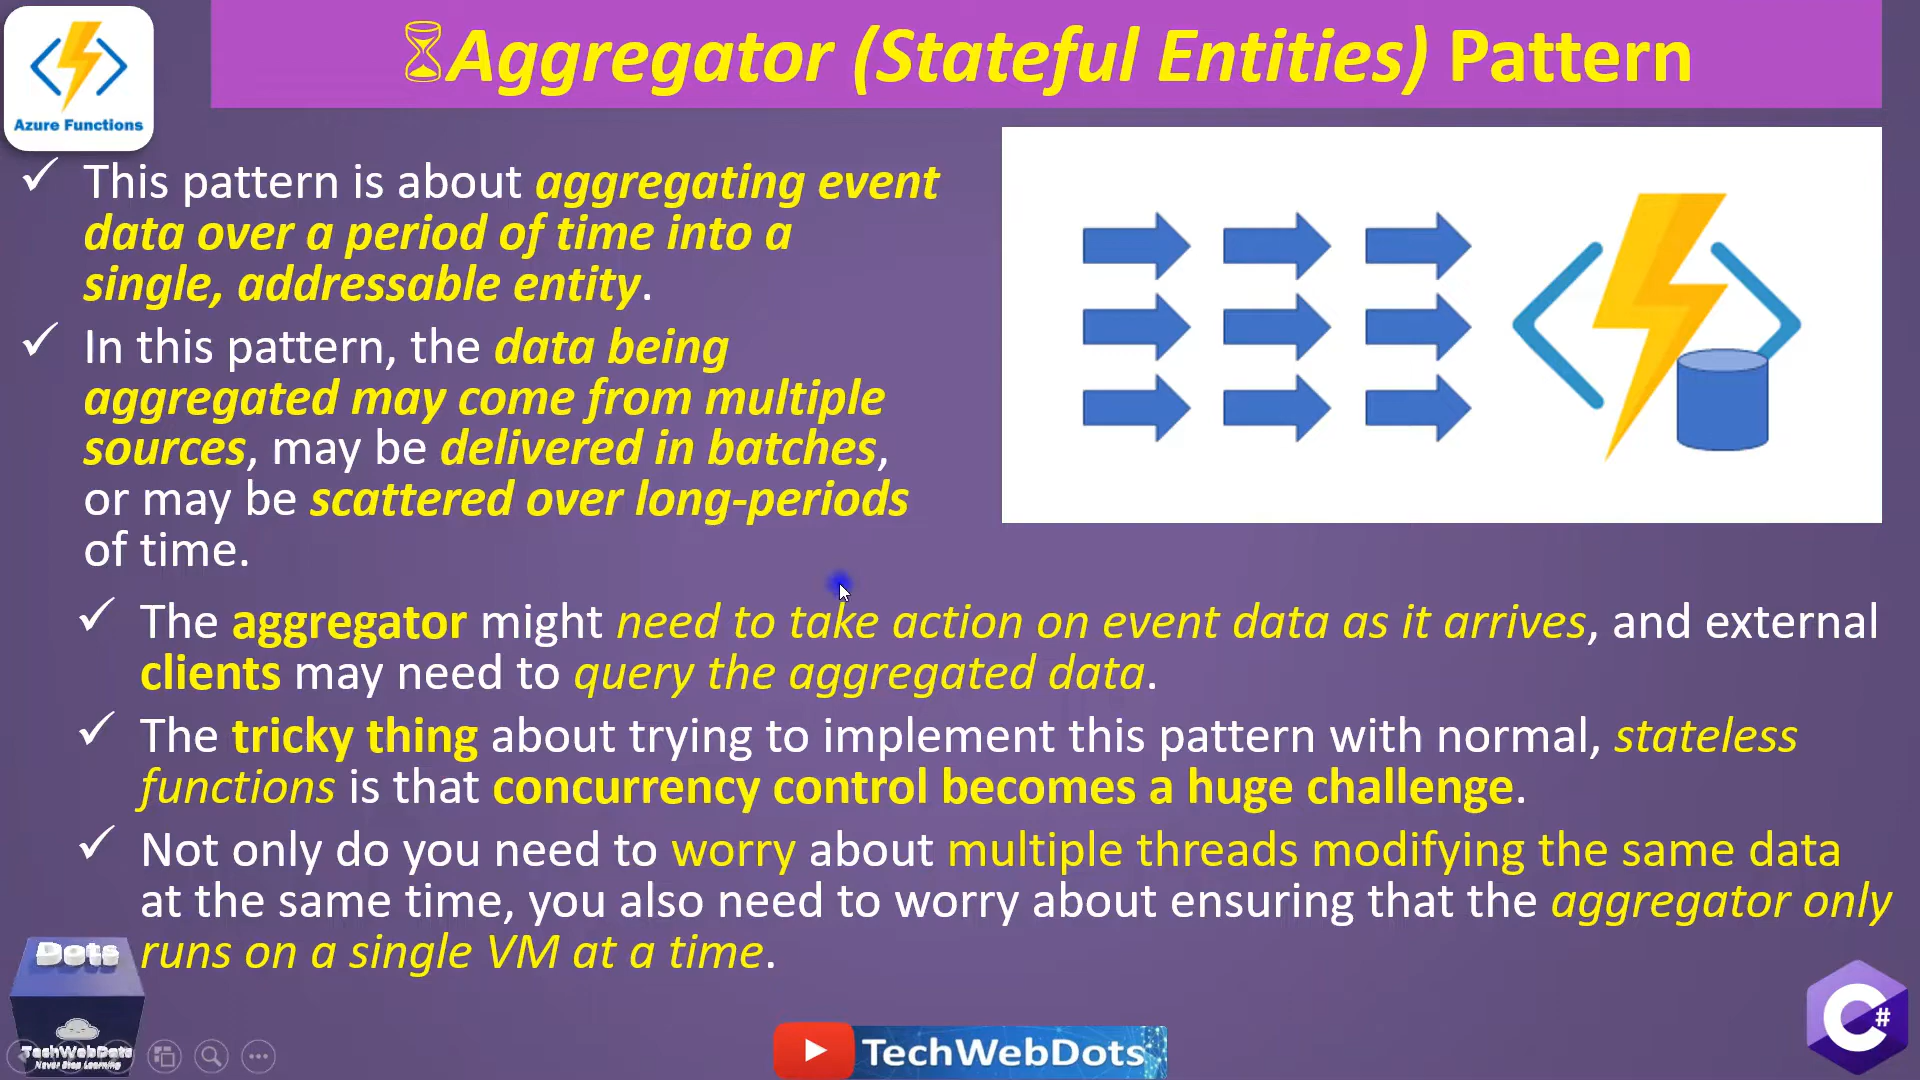 Azure Functions
Aggregator (Stateful Entities) Pattern
✓ This pattern is about aggregating event
data over a period of time into a
single, addressable entity.
✓ In this pattern, the data being
aggregated may come from multiple
sources, may be delivered in batches,
or may be scattered over long-periods
of time.
✓ The aggregator might need to take action on event data as it arrives, and external
clients may need to query the aggregated data.
✓ The tricky thing about trying to implement this pattern with normal, stateless
functions is that concurrency control becomes a huge challenge.
✓ Not only do you need to worry about multiple threads modifying the same data
at the same time, you also need to worry about ensuring that the aggregator only
runs on a single VM at a time.
Dots
TechWebDots
Never Stop Learning
TechWebDots
C#